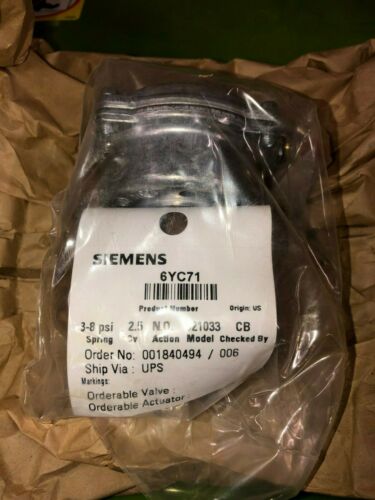 SIEMENS
6YC71
Product Number Origin: US
3-8 psi 2.5 N.O. 21033 CB
Spring Cv Action Model Checked By
Order No: 001840494 / 006
Ship Via : UPS
Markings:
Orderable Valve :
Orderable Actuator